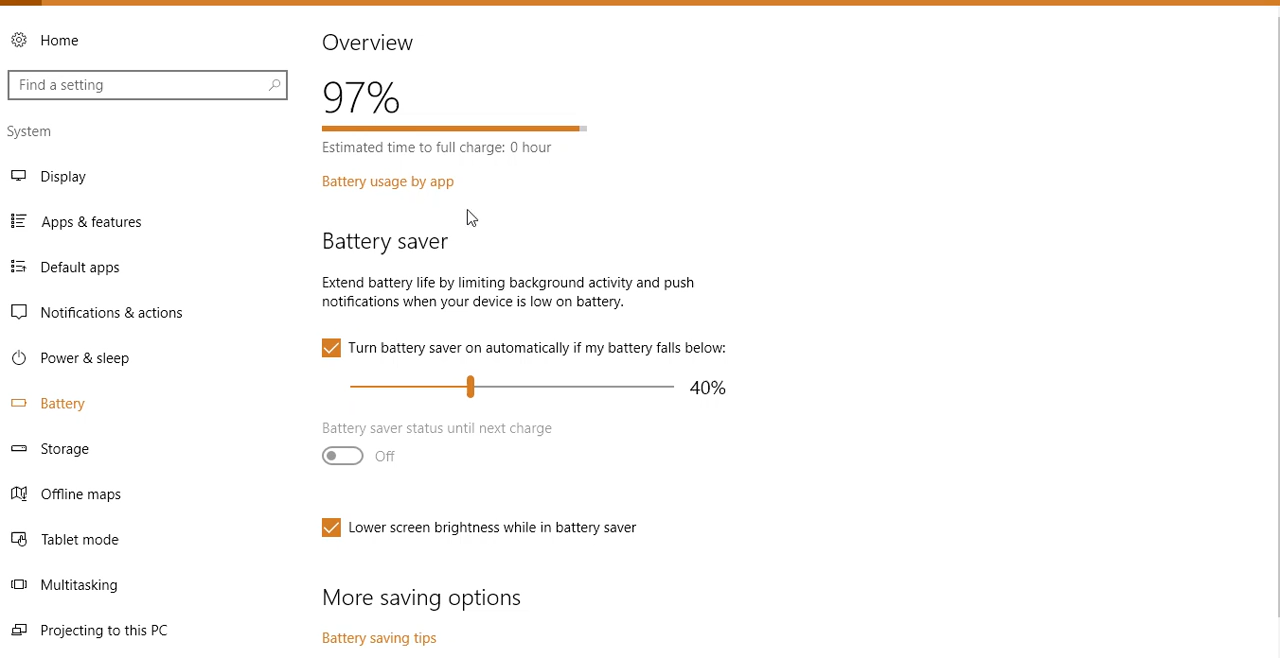 Home
Find a setting
System
Display
Apps & features
Default apps
Notifications & actions
Power & sleep
Battery
Storage
Offline maps
Tablet mode
Multitasking
Projecting to this PC
Overview
97%
Estimated time to full charge: 0 hour
Battery usage by app
Battery saver
Extend battery life by limiting background activity and push
notifications when your device is low on battery.
Turn battery saver on automatically if my battery falls below:
40%
Battery saver status until next charge
Off
Lower screen brightness while in battery saver
More saving options
Battery saving tips